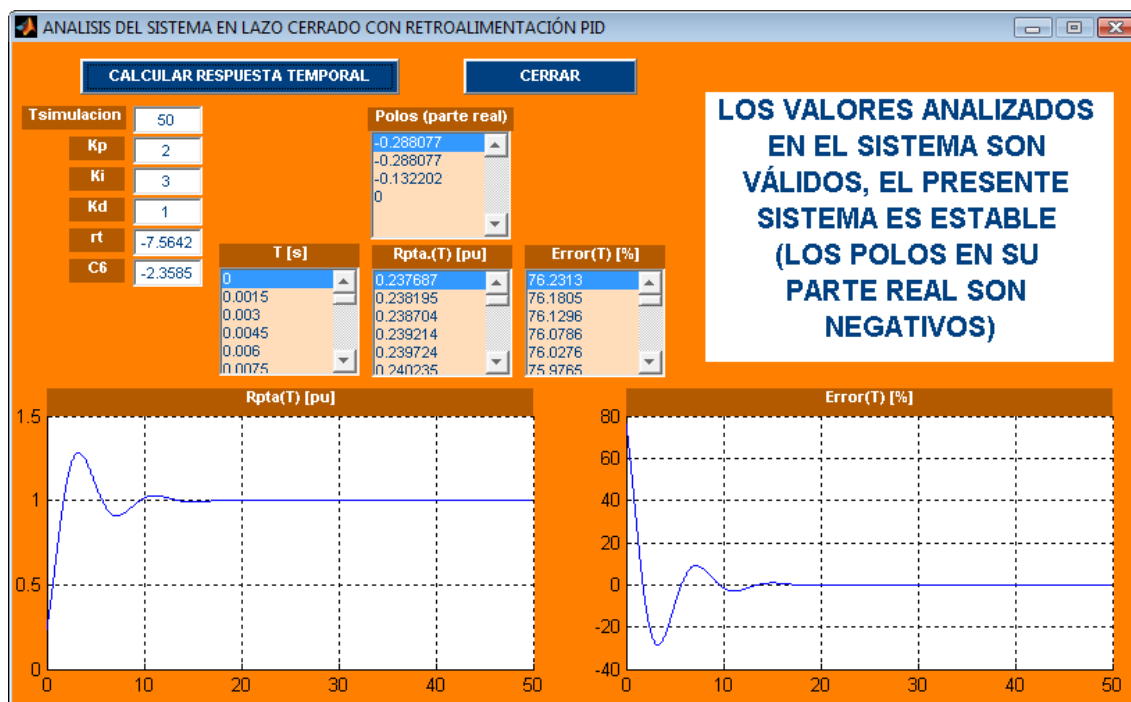 ANALISIS DEL SISTEMA EN LAZO CERRADO CON RETROALIMENTACIÓN PID
CALCULAR RESPUESTA TEMPORAL
CERRAR
Tsimulacion 50
Kp 2
Ki 3
Kd 1
rt -7.5642
C6 -2.3585
Polos (parte real)
-0.288077
-0.288077
-0.132202
0
T [s]
0
0.0015
0.003
0.0045
0.006
0.0075
Rpta.(T) [pu]
0.237687
0.238195
0.238704
0.239214
0.239724
0.240235
Error(T) [%]
76.2313
76.1805
76.1296
76.0786
76.0276
75.9765
LOS VALORES ANALIZADOS
EN EL SISTEMA SON
VÁLIDOS, EL PRESENTE
SISTEMA ES ESTABLE
(LOS POLOS EN SU
PARTE REAL SON
NEGATIVOS)
Rpta(T) [pu]
1.5
1
0.5
0
0 10 20 30 40 50
Error(T) [%]
80
60
40
20
0
-20
-40
0 10 20 30 40 50